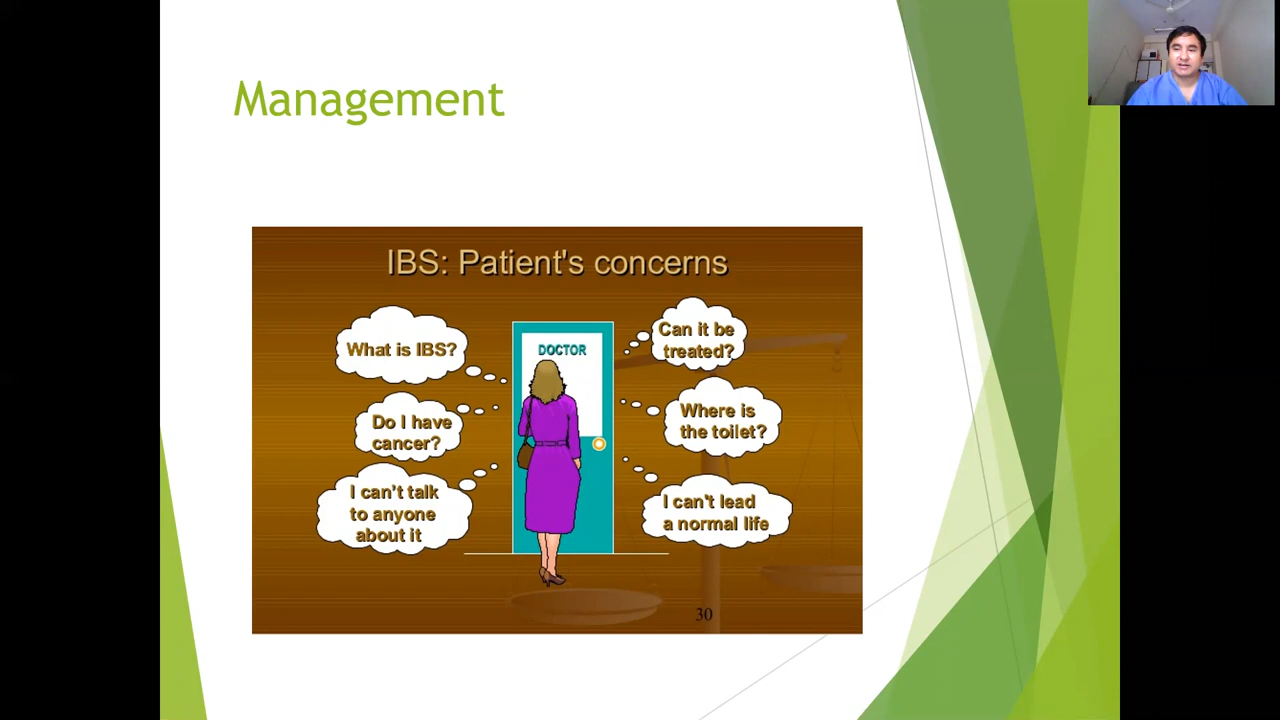 Management
IBS: Patient's concerns
What is IBS?
Do I have
cancer?
I can't talk
to anyone
about it
DOCTOR
Can it be
treated?
Where is
the toilet?
I can't lead
a normal life
30